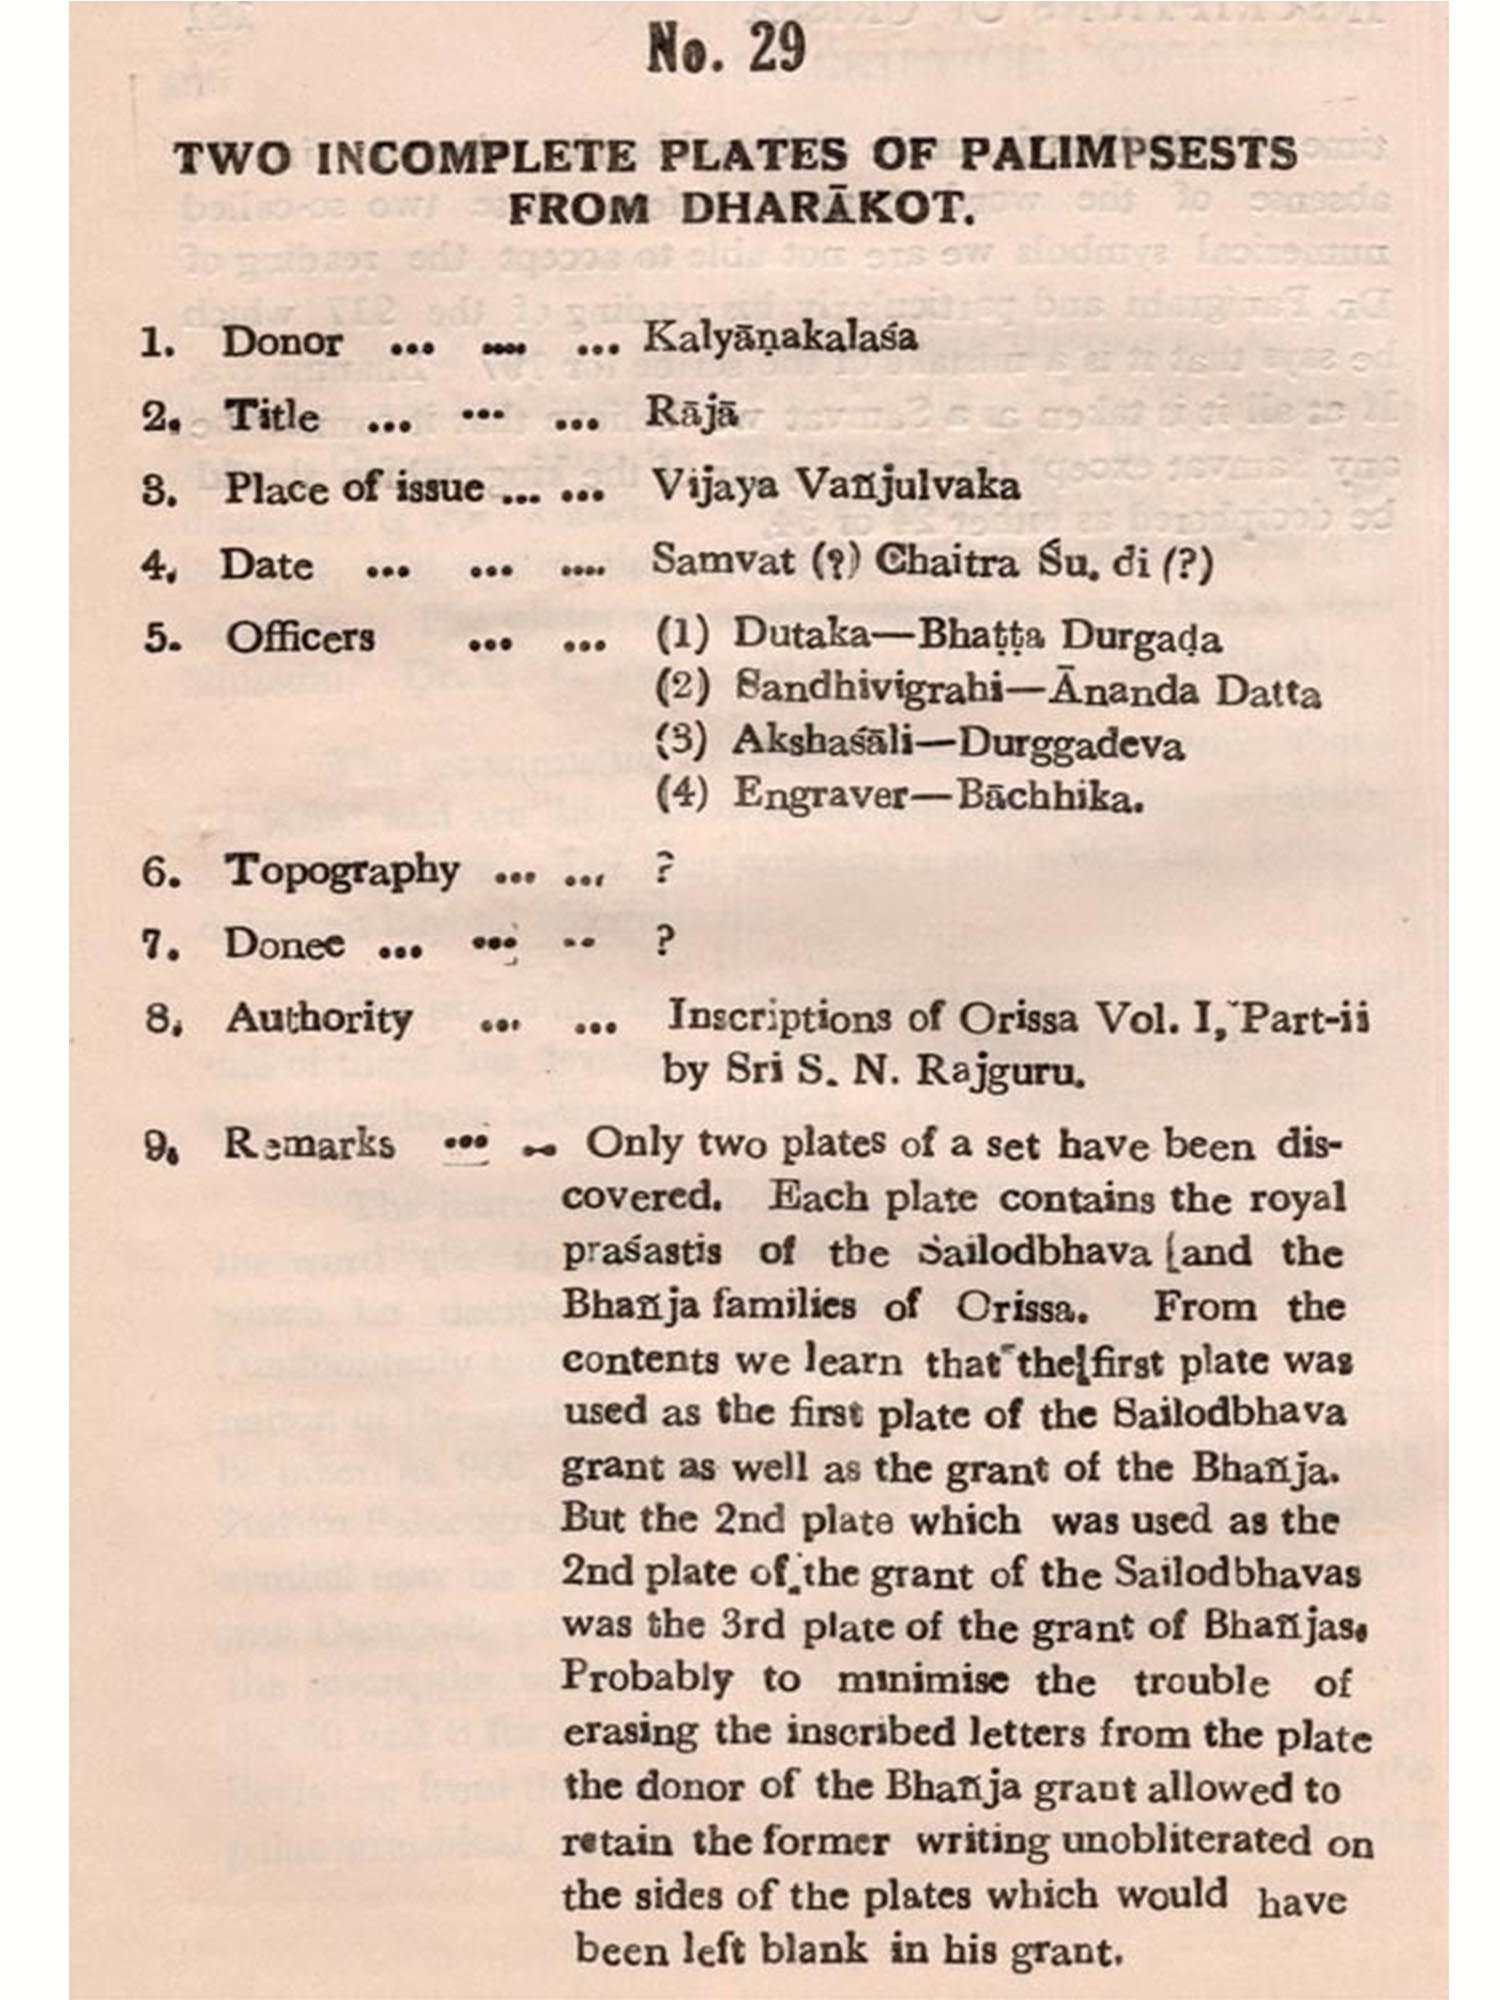 No. 29
TWO INCOMPLETE PLATES OF PALIMPSESTS
FROM DHARĀKOT.
1. Donor ... .... ... Kalyāṇakalaśa
2. Title ... ... ... Rājā
3. Place of issue ... ... Vijaya Vañjulvaka
4. Date ... ... .... Samvat (?) Chaitra Śu. di (?)
5. Officers ... ... (1) Dutaka—Bhaṭṭa Durgaḍa
(2) Sandhivigrahi—Ānanda Datta
(3) Akshaśāli—Durggadeva
(4) Engraver—Bāchhika.
6. Topography ... ... ?
7. Donee ... ... .. ?
8. Authority ... ... Inscriptions of Orissa Vol. I, Part-ii
by Sri S. N. Rajguru.
9. Remarks ... .. Only two plates of a set have been dis-
covered. Each plate contains the royal
praśastis of the Sailodbhava and the
Bhañja families of Orissa. From the
contents we learn that the first plate was
used as the first plate of the Sailodbhava
grant as well as the grant of the Bhañja.
But the 2nd plate which was used as the
2nd plate of the grant of the Sailodbhavas
was the 3rd plate of the grant of Bhañjas.
Probably to minimise the trouble of
erasing the inscribed letters from the plate
the donor of the Bhañja grant allowed to
retain the former writing unobliterated on
the sides of the plates which would have
been left blank in his grant.